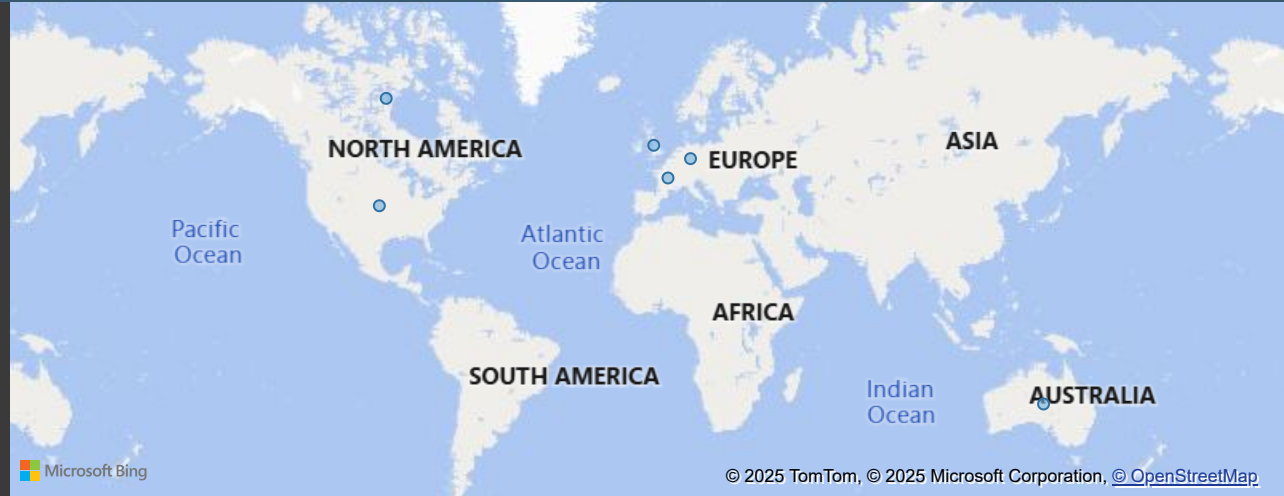 NORTH AMERICA
EUROPE
ASIA
Pacific
Ocean
Atlantic
Ocean
AFRICA
SOUTH AMERICA
Indian
Ocean
AUSTRALIA
Microsoft Bing
© 2025 TomTom, © 2025 Microsoft Corporation, © OpenStreetMap